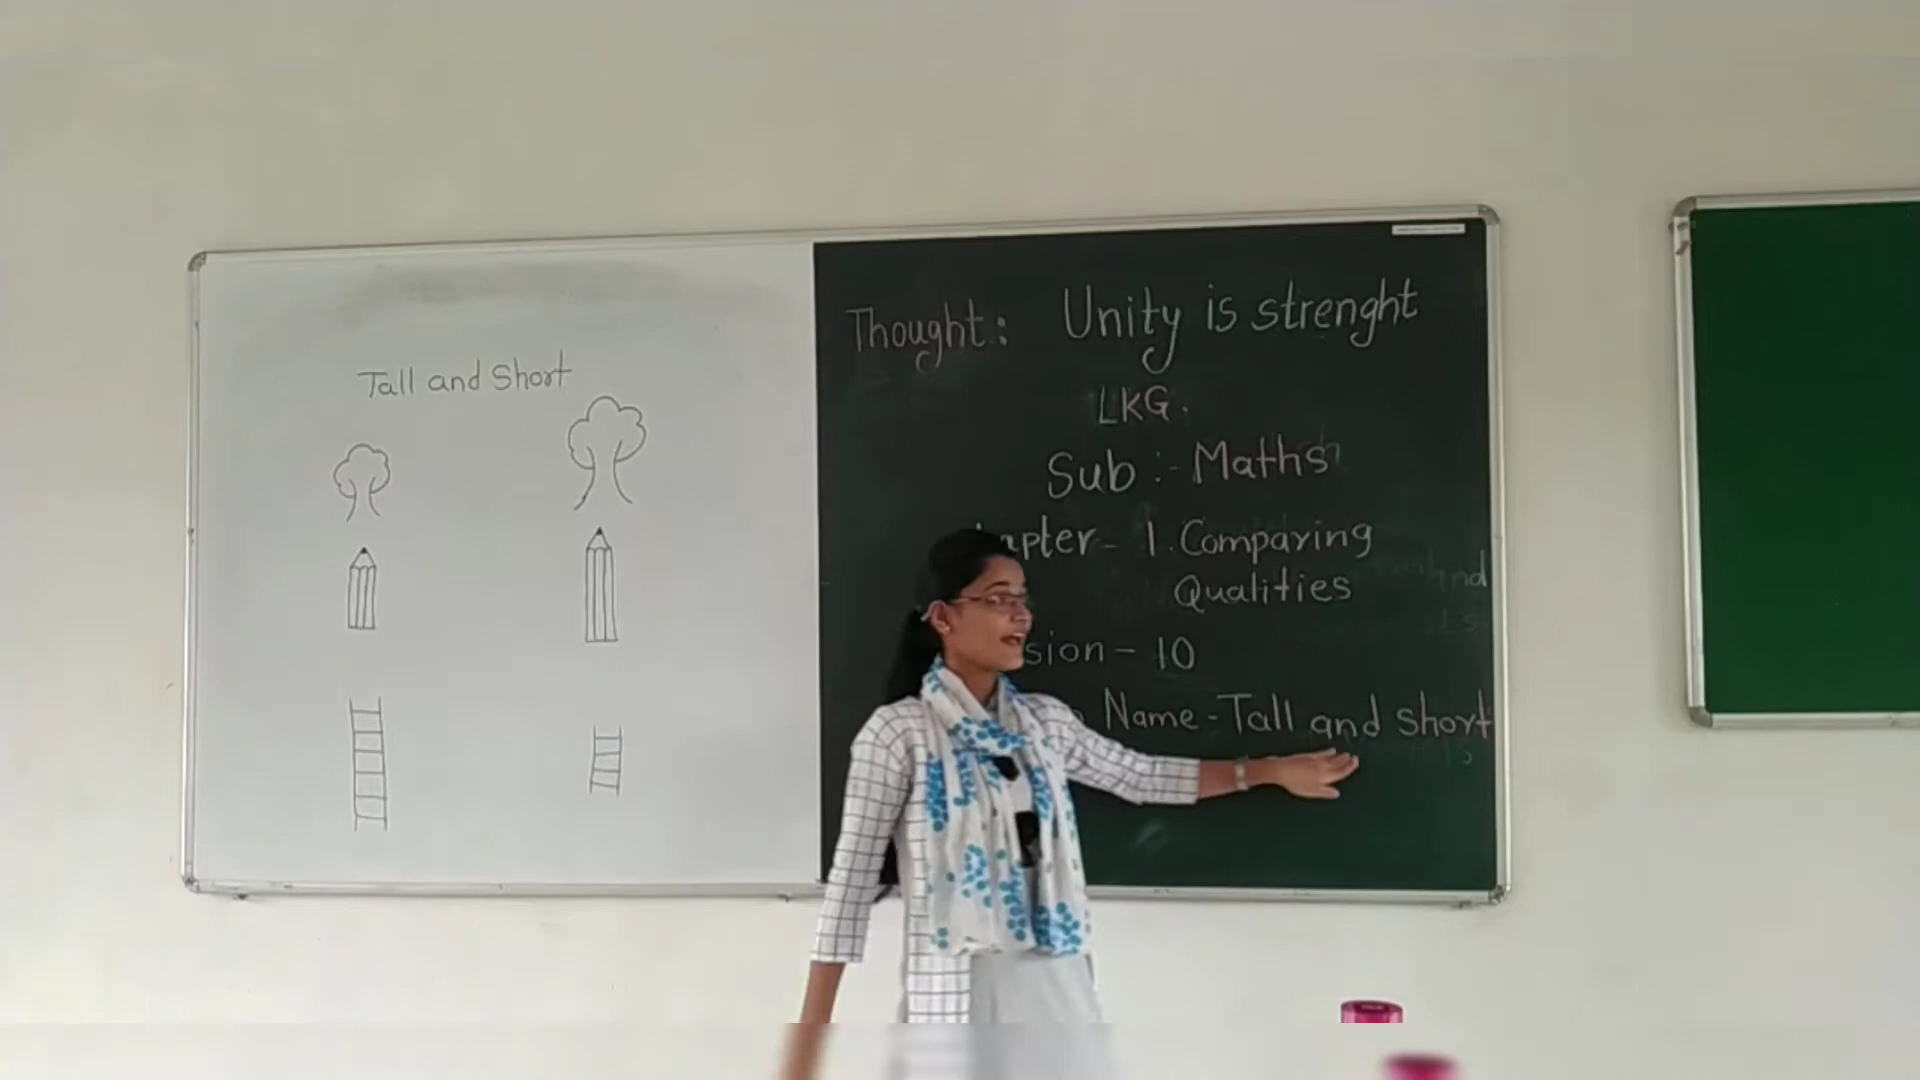 Tall and Short
Thought: Unity is strenght
LKG.
Sub :- Maths
apter - 1. Comparing
Qualities
sion - 10
Name - Tall and short